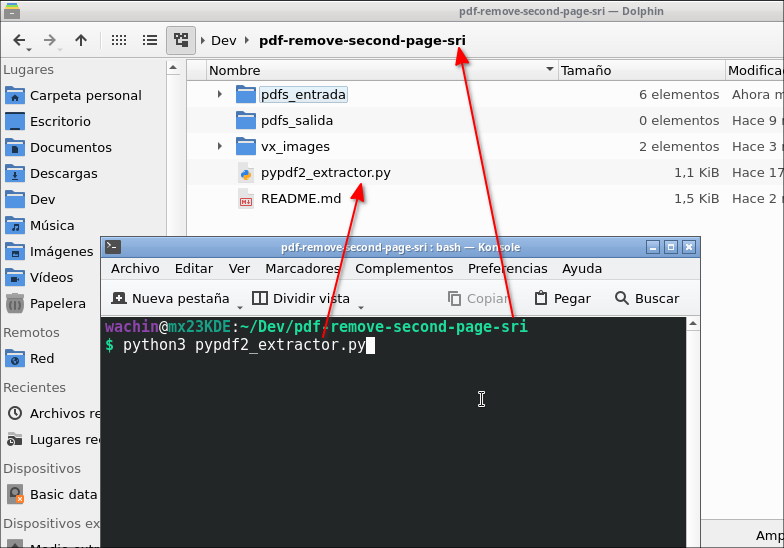 pdf-remove-second-page-sri — Dolphin
Dev pdf-remove-second-page-sri
Lugares
Carpeta personal
Escritorio
Documentos
Descargas
Dev
Música
Imágenes
Vídeos
Papelera
Remotos
Red
Recientes
Archivos re
Lugares rec
Dispositivos
Basic data
Dispositivos ex
Nombre Tamaño Modifica
pdfs_entrada 6 elementos Ahora m
pdfs_salida 0 elementos Hace 9
vx_images 2 elementos Hace 3
pypdf2_extractor.py 1,1 KiB Hace 17
README.md 1,5 KiB Hace 2
pdf-remove-second-page-sri : bash — Konsole
Archivo Editar Ver Marcadores Complementos Preferencias Ayuda
Nueva pestaña Dividir vista Copiar Pegar Buscar
wachin@mx23KDE:~/Dev/pdf-remove-second-page-sri
$ python3 pypdf2_extractor.py
Amp